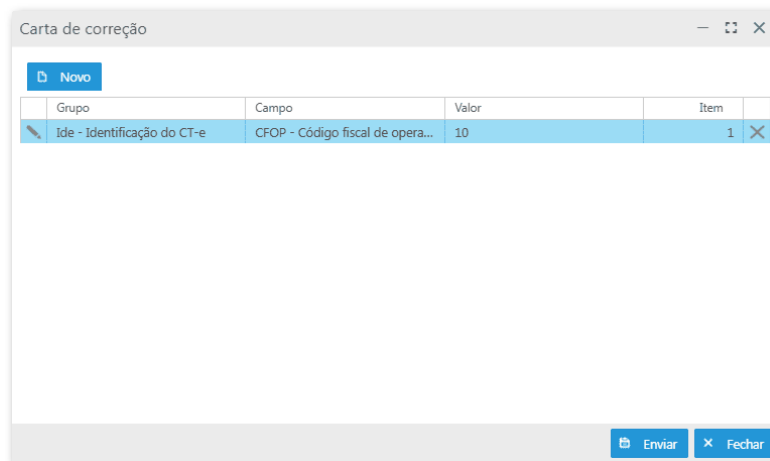 Carta de correção
Novo
Grupo Campo Valor Item
Ide - Identificação do CT-e CFOP - Código fiscal de opera... 10 1
Enviar Fechar